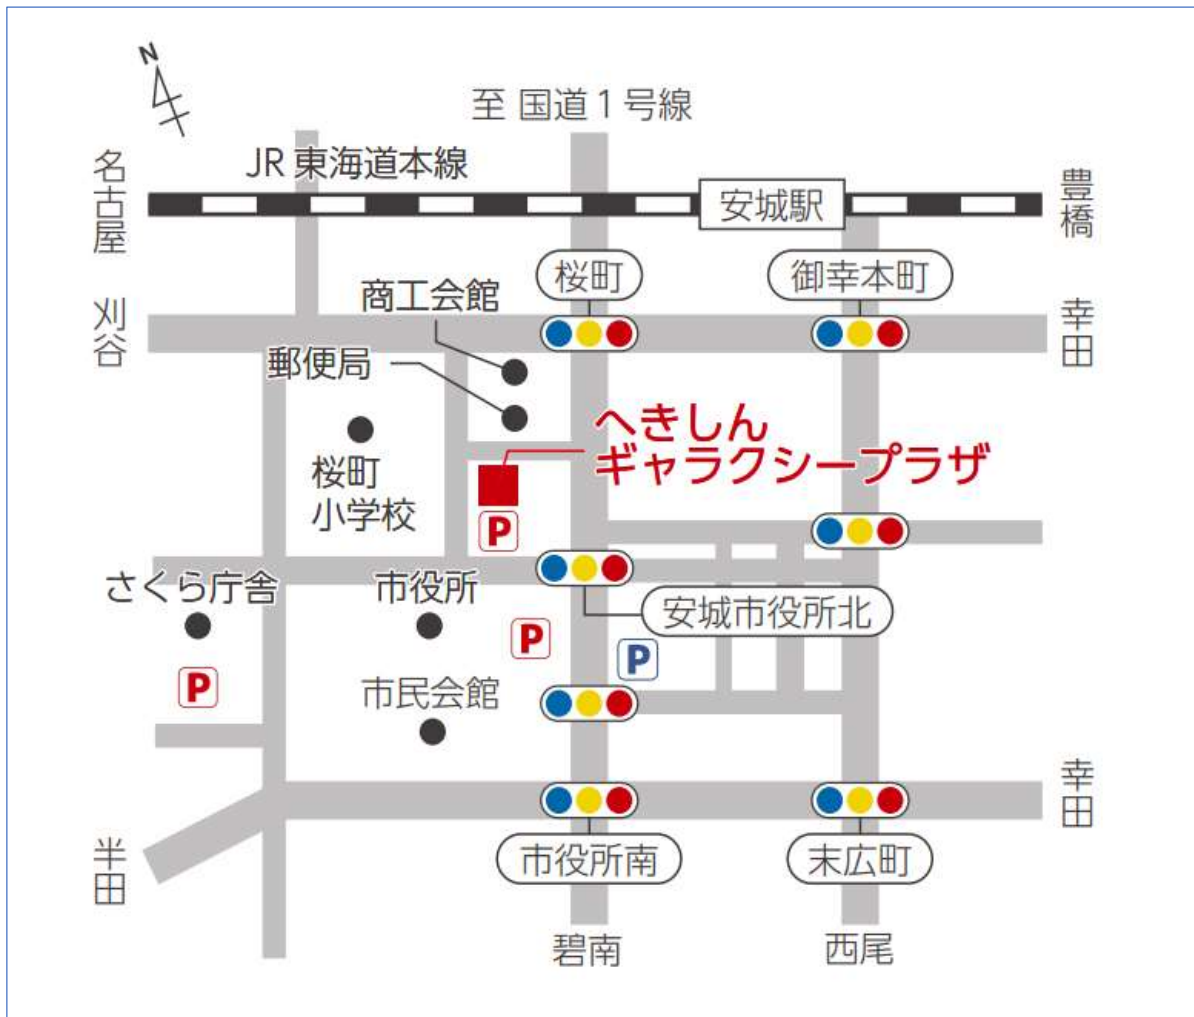 N
至 国道1号線
JR 東海道本線
名古屋
安城駅
豊橋
桜町
御幸本町
商工会館
刈谷
幸田
郵便局
へきしん
ギャラクシープラザ
桜町
小学校
P
さくら庁舎
市役所
安城市役所北
P
P
P
市民会館
幸田
半田
市役所南
末広町
碧南
西尾